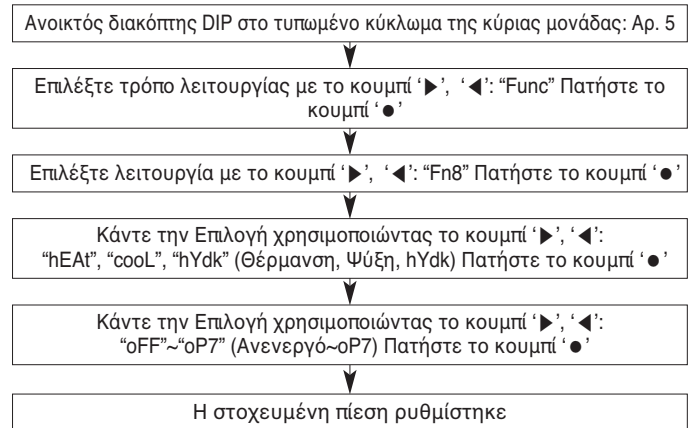 Ανοικτός διακόπτης DIP στο τυπωμένο κύκλωμα της κύριας μονάδας: Αρ. 5
Επιλέξτε τρόπο λειτουργίας με το κουμπί ‘▶’, ‘◀’: “Func” Πατήστε το
κουμπί ‘●’
Επιλέξτε λειτουργία με το κουμπί ‘▶’, ‘◀’: “Fn8” Πατήστε το κουμπί ‘●’
Κάντε την Επιλογή χρησιμοποιώντας το κουμπί ‘▶’, ‘◀’:
“hEAt”, “cooL”, “hYdk” (Θέρμανση, Ψύξη, hYdk) Πατήστε το κουμπί ‘●’
Κάντε την Επιλογή χρησιμοποιώντας το κουμπί ‘▶’, ‘◀’:
“oFF”~“oP7” (Ανενεργό~oP7) Πατήστε το κουμπί ‘●’
Η στοχευμένη πίεση ρυθμίστηκε